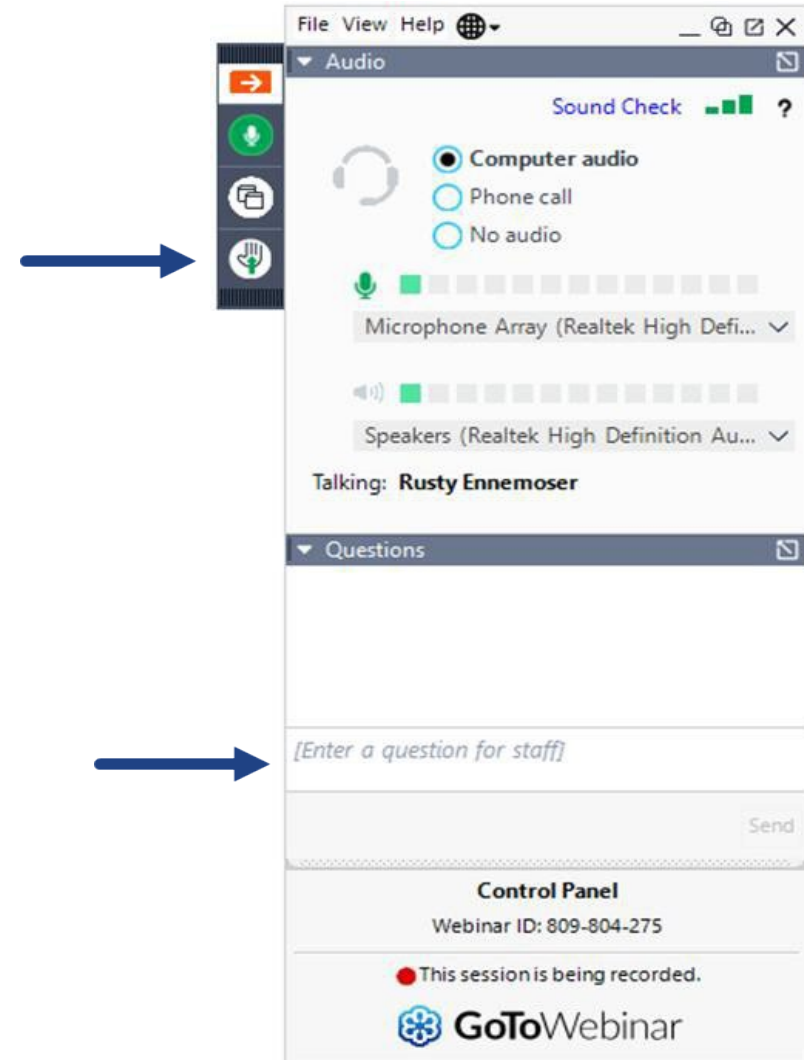 File View Help
Audio
Sound Check ?
Computer audio
Phone call
No audio
Microphone Array (Realtek High Defi...
Speakers (Realtek High Definition Au...
Talking: Rusty Ennemoser
Questions
[Enter a question for staff]
Send
Control Panel
Webinar ID: 809-804-275
This session is being recorded.
GoToWebinar